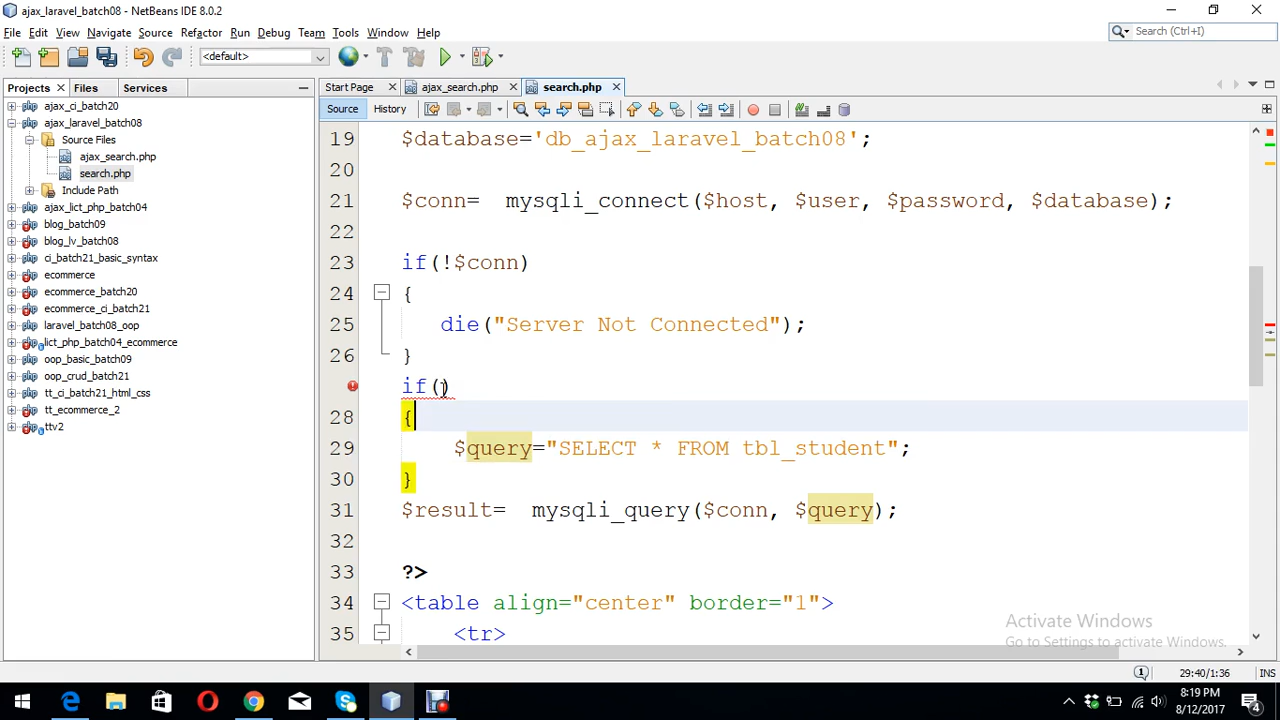 ajax_laravel_batch08 - NetBeans IDE 8.0.2
File Edit View Navigate Source Refactor Run Debug Team Tools Window Help
Search (Ctrl+I)
<default>
Projects Files Services
Start Page ajax_search.php search.php
Source History
ajax_ci_batch20
ajax_laravel_batch08
Source Files
ajax_search.php
search.php
Include Path
ajax_lict_php_batch04
blog_batch09
blog_lv_batch08
ci_batch21_basic_syntax
ecommerce
ecommerce_batch20
ecommerce_ci_batch21
laravel_batch08_oop
lict_php_batch04_ecommerce
oop_basic_batch09
oop_crud_batch21
tt_ci_batch21_html_css
tt_ecommerce_2
ttv2
19 $database='db_ajax_laravel_batch08';
20
21 $conn= mysqli_connect($host, $user, $password, $database);
22
23 if(!$conn)
24 {
25 die("Server Not Connected");
26 }
if()
28 {
29 $query="SELECT * FROM tbl_student";
30 }
31 $result= mysqli_query($conn, $query);
32
33 ?>
34 <table align="center" border="1">
35 <tr>
Activate Windows
Go to Settings to activate Windows.
1 29:40/1:36 INS
8:19 PM
8/12/2017
4